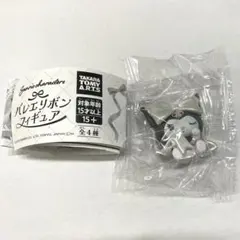 Sanrio characters
バレエリボン
フィギュア
TAKARA
TOMY
ARTS
対象年齢
15才以上
15+
全4種